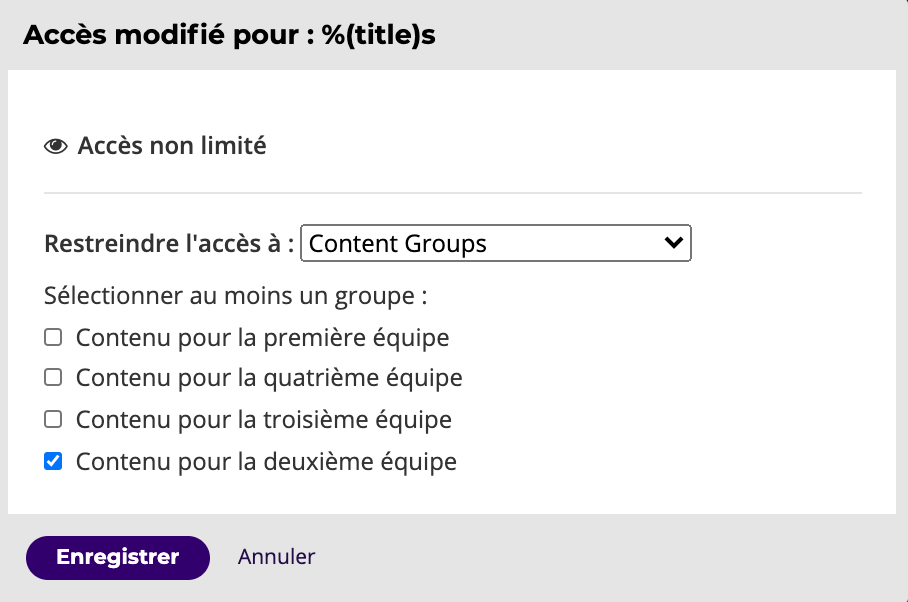 Accès modifié pour : %(title)s
Accès non limité
Restreindre l'accès à : Content Groups
Sélectionner au moins un groupe :
Contenu pour la première équipe
Contenu pour la quatrième équipe
Contenu pour la troisième équipe
Contenu pour la deuxième équipe
Enregistrer Annuler